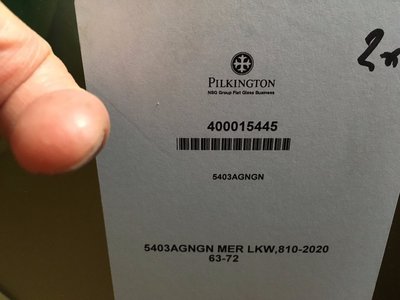 PILKINGTON
NSG Group Flat Glass Business
400015445
5403AGNGN
5403AGNGN MER LKW,810-2020
63-72